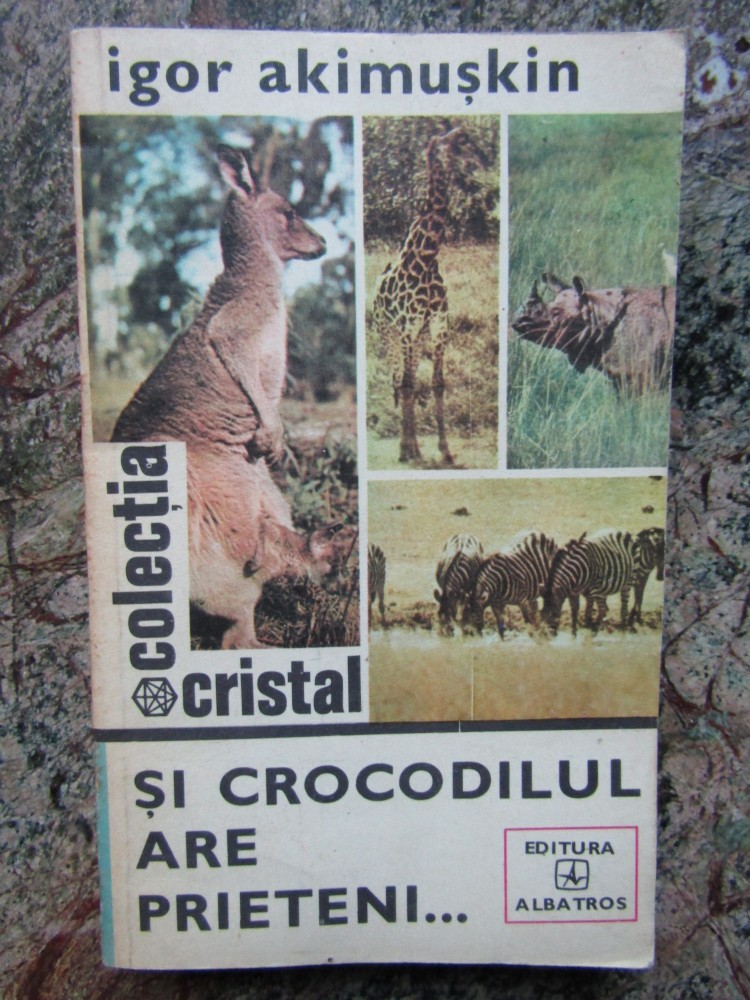 igor akimușkin
colecția
cristal
ȘI CROCODILUL
ARE
PRIETENI...
EDITURA
ALBATROS